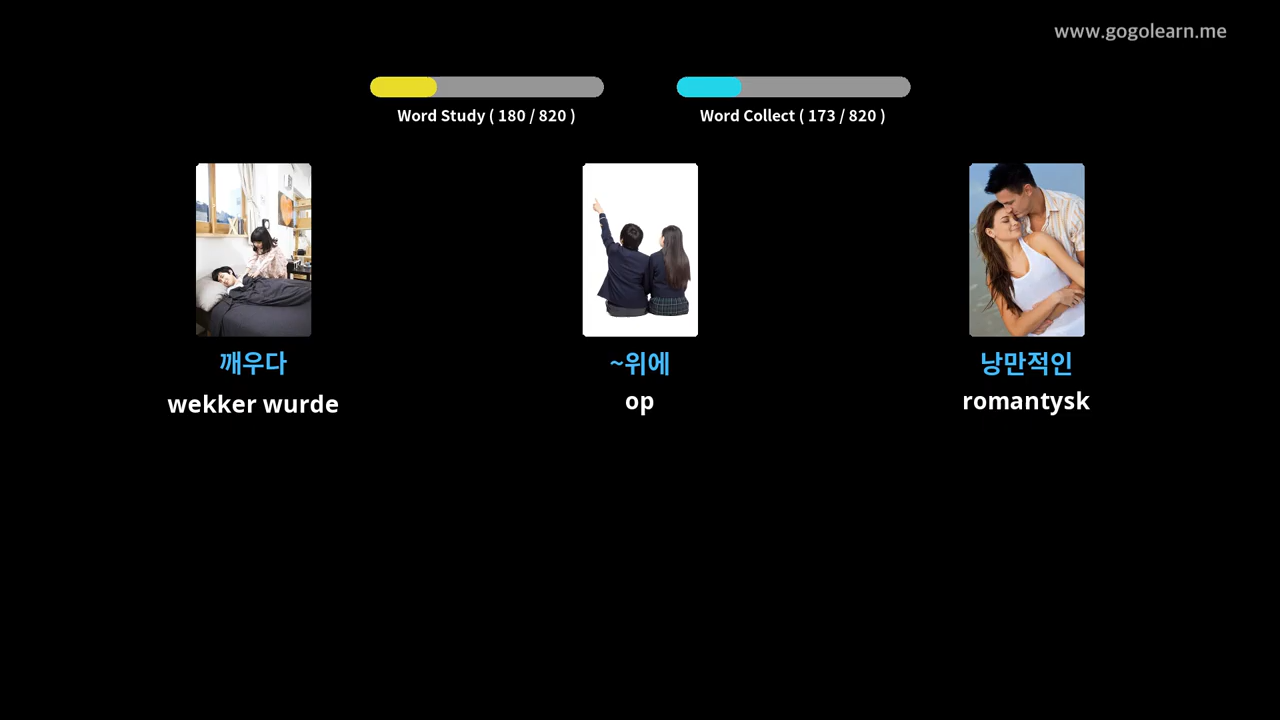 www.gogolearn.me
Word Study ( 180 / 820 )
Word Collect ( 173 / 820 )
깨우다
wekker wurde
~위에
op
낭만적인
romantysk